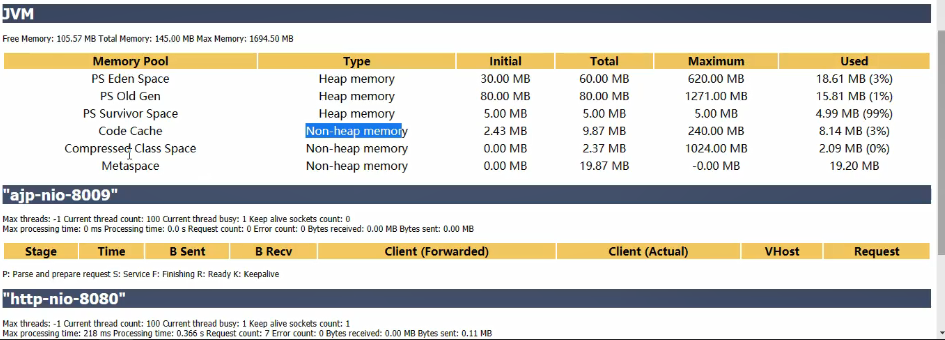 JVM
Free Memory: 105.57 MB Total Memory: 145.00 MB Max Memory: 1694.50 MB
Memory Pool Type Initial Total Maximum Used
PS Eden Space Heap memory 30.00 MB 60.00 MB 620.00 MB 18.61 MB (3%)
PS Old Gen Heap memory 80.00 MB 80.00 MB 1271.00 MB 15.81 MB (1%)
PS Survivor Space Heap memory 5.00 MB 5.00 MB 5.00 MB 4.99 MB (99%)
Code Cache Non-heap memory 2.43 MB 9.87 MB 240.00 MB 8.14 MB (3%)
Compressed Class Space Non-heap memory 0.00 MB 2.37 MB 1024.00 MB 2.09 MB (0%)
Metaspace Non-heap memory 0.00 MB 19.87 MB -0.00 MB 19.20 MB
"ajp-nio-8009"
Max threads: -1 Current thread count: 100 Current thread busy: 1 Keep alive sockets count: 0
Max processing time: 0 ms Processing time: 0.0 s Request count: 0 Error count: 0 Bytes received: 0.00 MB Bytes sent: 0.00 MB
Stage Time B Sent B Recv Client (Forwarded) Client (Actual) VHost Request
P: Parse and prepare request S: Service F: Finishing R: Ready K: Keepalive
"http-nio-8080"
Max threads: -1 Current thread count: 100 Current thread busy: 1 Keep alive sockets count: 1
Max processing time: 218 ms Processing time: 0.366 s Request count: 7 Error count: 0 Bytes received: 0.00 MB Bytes sent: 0.11 MB